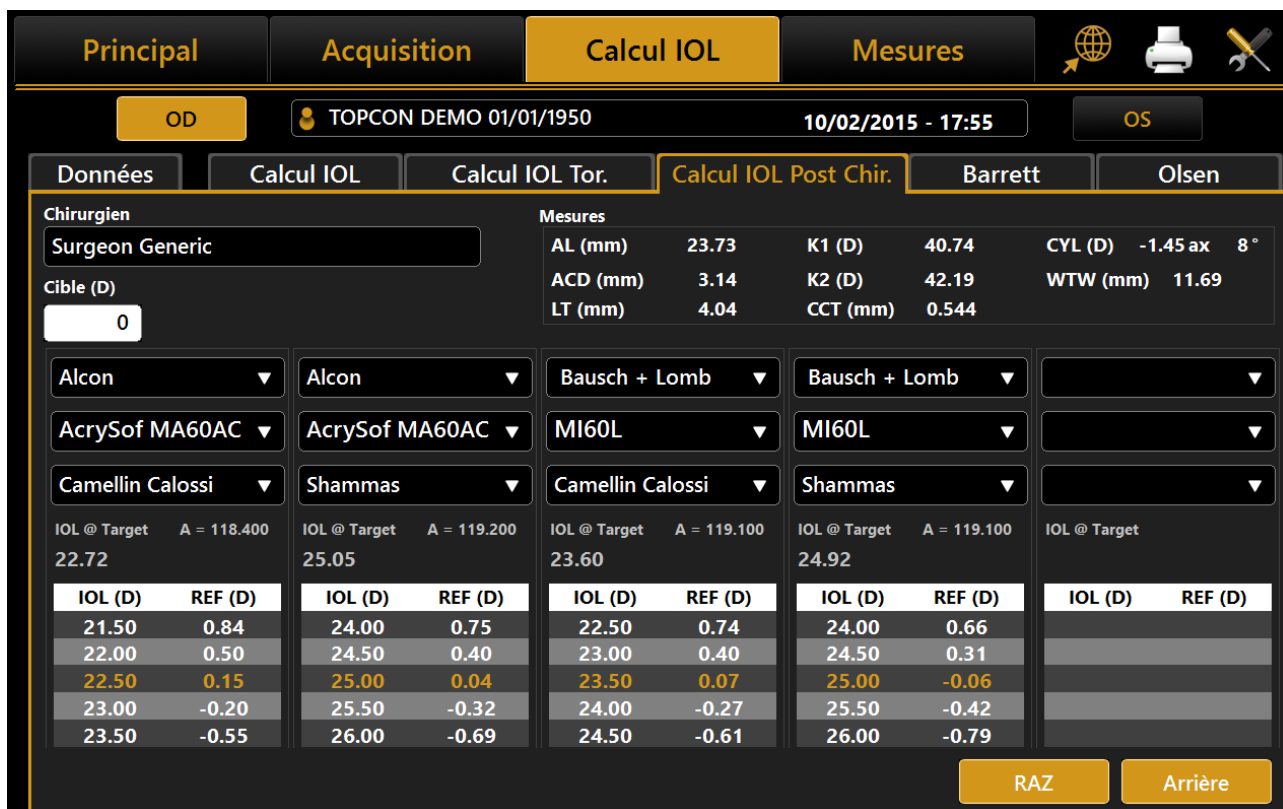 Principal Acquisition Calcul IOL Mesures
OD TOPCON DEMO 01/01/1950 10/02/2015 - 17:55 OS
Données Calcul IOL Calcul IOL Tor. Calcul IOL Post Chir. Barrett Olsen
Chirurgien Mesures
Surgeon Generic AL (mm) 23.73 K1 (D) 40.74 CYL (D) -1.45 ax 8°
Cible (D) ACD (mm) 3.14 K2 (D) 42.19 WTW (mm) 11.69
0 LT (mm) 4.04 CCT (mm) 0.544
Alcon Alcon Bausch + Lomb Bausch + Lomb
AcrySof MA60AC AcrySof MA60AC MI60L MI60L
Camellin Calossi Shammas Camellin Calossi Shammas
IOL @ Target A = 118.400 IOL @ Target A = 119.200 IOL @ Target A = 119.100 IOL @ Target A = 119.100 IOL @ Target
22.72 25.05 23.60 24.92
IOL (D) REF (D) IOL (D) REF (D) IOL (D) REF (D) IOL (D) REF (D) IOL (D) REF (D)
21.50 0.84 24.00 0.75 22.50 0.74 24.00 0.66
22.00 0.50 24.50 0.40 23.00 0.40 24.50 0.31
22.50 0.15 25.00 0.04 23.50 0.07 25.00 -0.06
23.00 -0.20 25.50 -0.32 24.00 -0.27 25.50 -0.42
23.50 -0.55 26.00 -0.69 24.50 -0.61 26.00 -0.79
RAZ Arrière